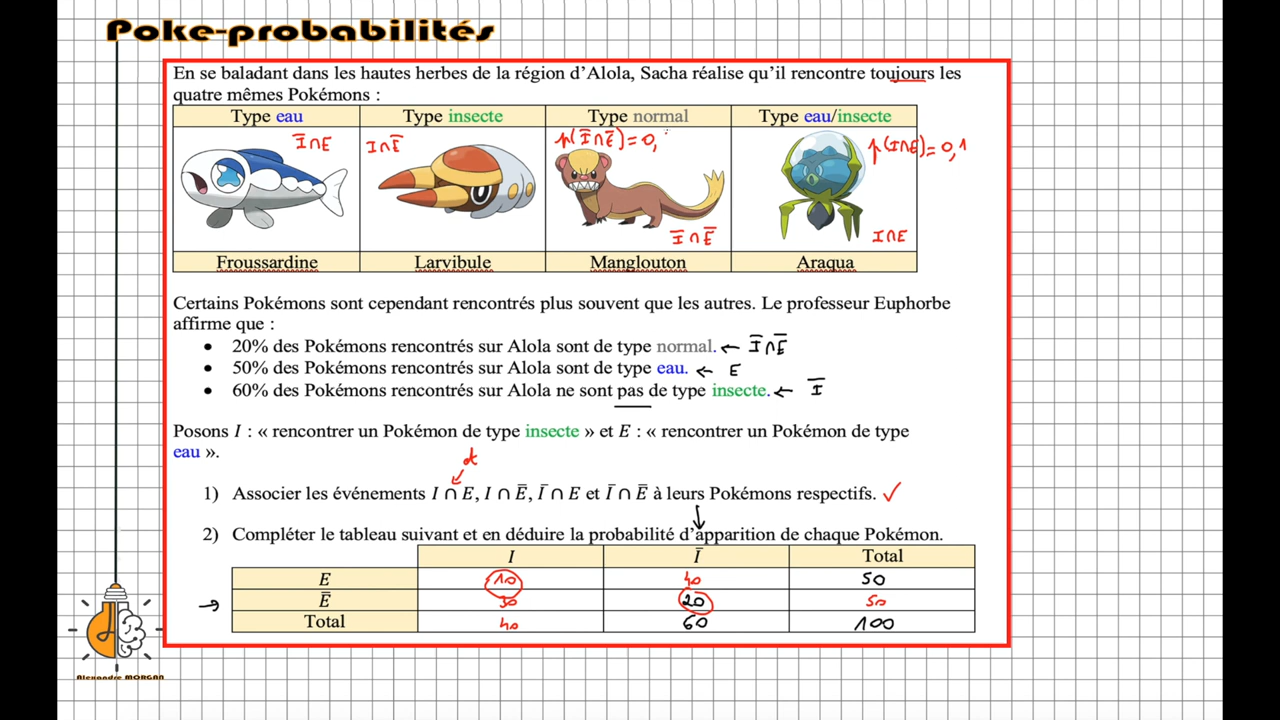 Poke-probabilités
En se baladant dans les hautes herbes de la région d'Alola, Sacha réalise qu'il rencontre toujours les
quatre mêmes Pokémons :
Type eau Type insecte Type normal Type eau/insecte
Ī∩E I∩Ē p(Ī∩Ē)=0, p(I∩E)=0,1
Ī∩Ē I∩E
Froussardine Larvibule Manglouton Araqua
Certains Pokémons sont cependant rencontrés plus souvent que les autres. Le professeur Euphorbe
affirme que :
• 20% des Pokémons rencontrés sur Alola sont de type normal. ← Ī∩Ē
• 50% des Pokémons rencontrés sur Alola sont de type eau. ← E
• 60% des Pokémons rencontrés sur Alola ne sont pas de type insecte. ← Ī
Posons I : « rencontrer un Pokémon de type insecte » et E : « rencontrer un Pokémon de type
eau ».
et
1) Associer les événements I ∩ E, I ∩ Ē, Ī ∩ E et Ī ∩ Ē à leurs Pokémons respectifs. ✓
2) Compléter le tableau suivant et en déduire la probabilité d'apparition de chaque Pokémon.
I Ī Total
E 10 40 50
→ Ē 30 20 50
Total 40 60 100
Alexandre MORGAN